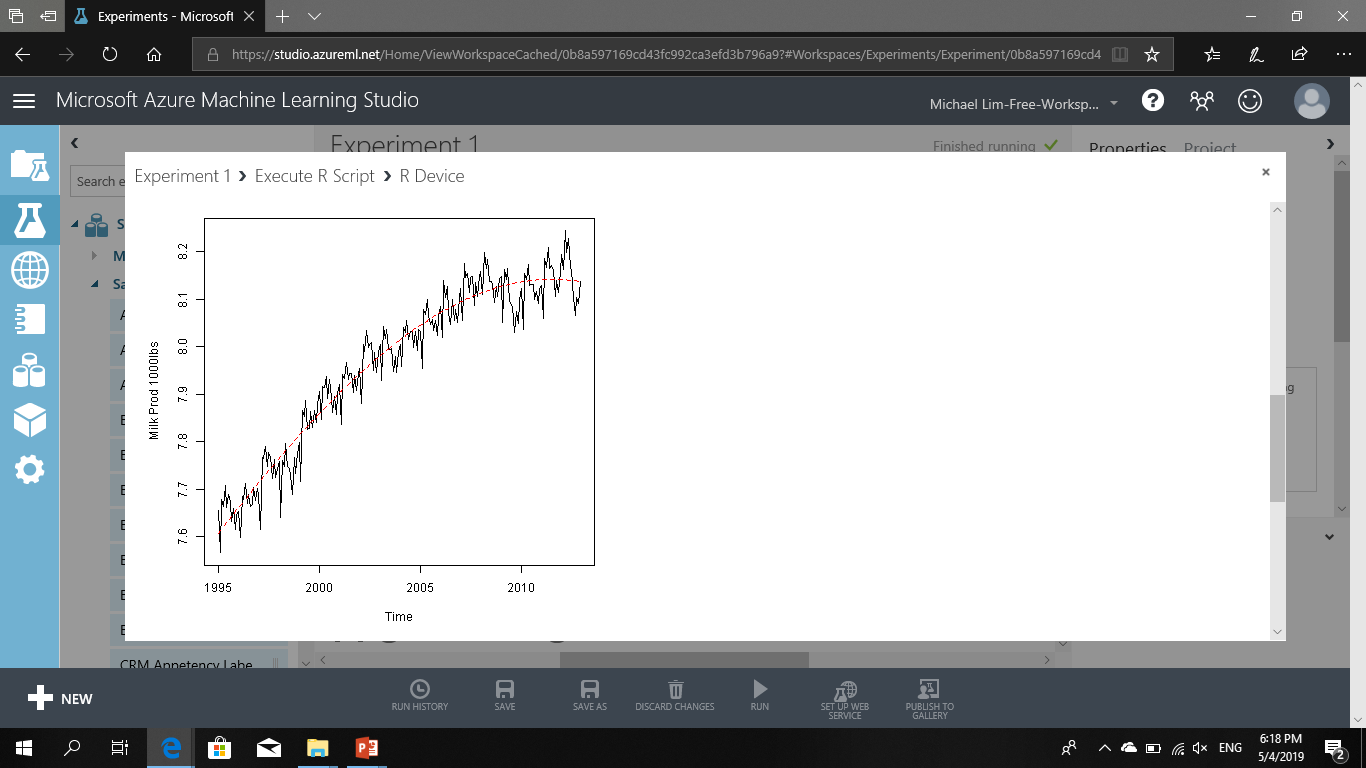 Experiments - Microsoft
https://studio.azureml.net/Home/ViewWorkspaceCached/0b8a597169cd43fc992ca3efd3b796a9?#Workspaces/Experiments/Experiment/0b8a597169cd4
Microsoft Azure Machine Learning Studio
Michael Lim-Free-Worksp...
Experiment 1
Finished running
Properties Project
Search e
Experiment 1 > Execute R Script > R Device
S
M
Sa
8.2
8.1
8.0
7.9
7.8
7.7
7.6
Milk Prod 1000lbs
1995 2000 2005 2010
Time
CRM Appetency Labe
NEW
RUN HISTORY
SAVE
SAVE AS
DISCARD CHANGES
RUN
SET UP WEB
SERVICE
PUBLISH TO
GALLERY
ENG
6:18 PM
5/4/2019
2